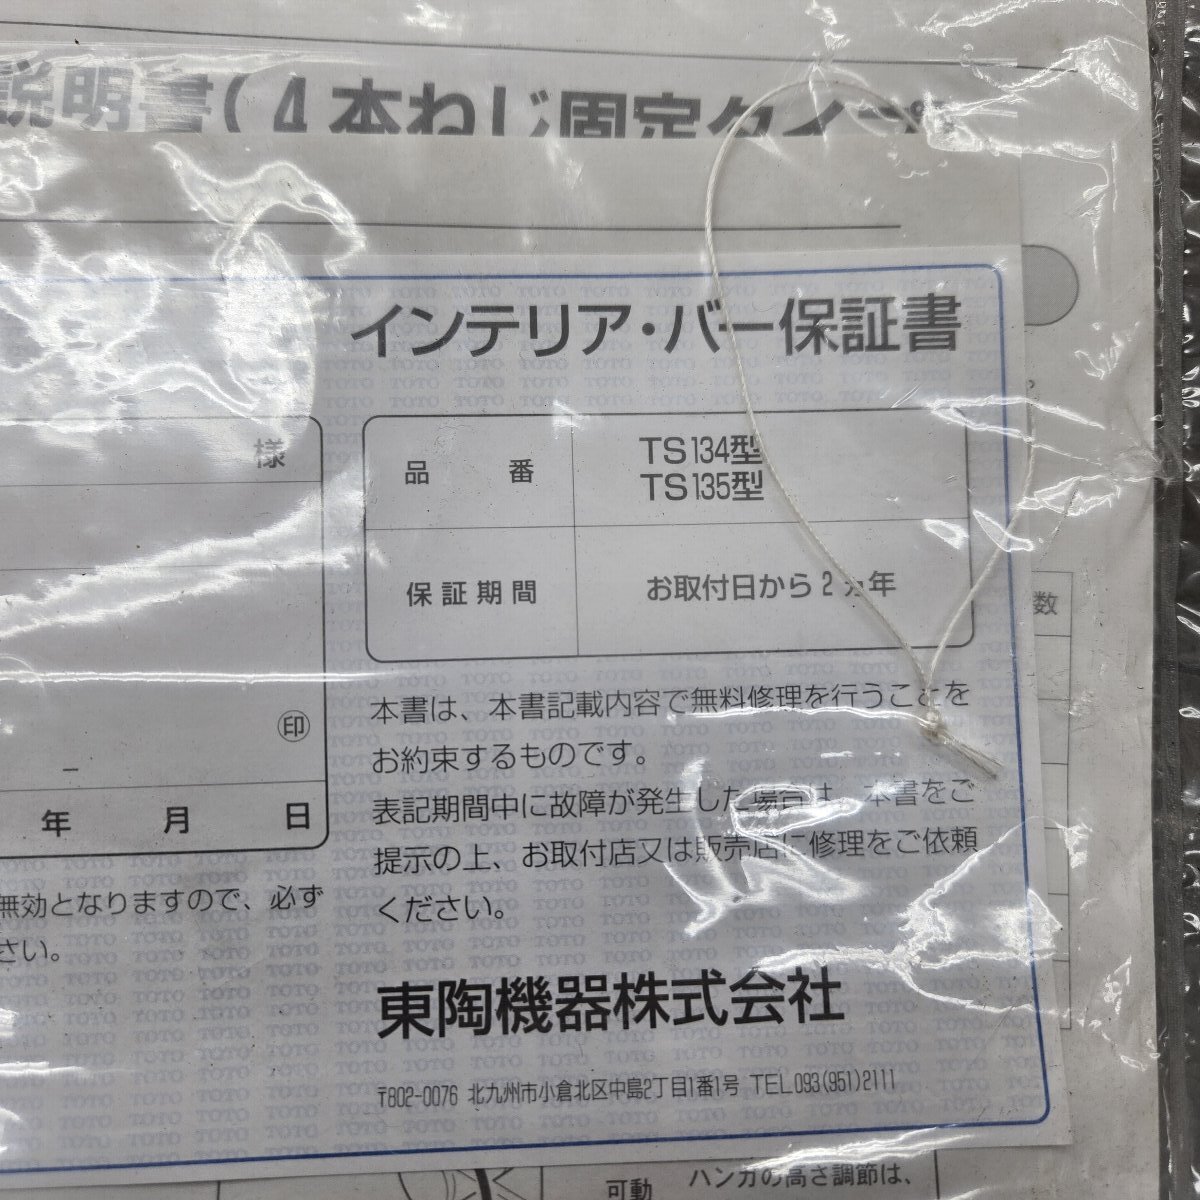 説明書(4本ねじ固定タイプ
インテリア・バー保証書
様
品番
TS134型
TS135型
保証期間
お取付日から2ヵ年
数
印
年 月 日
無効となりますので、必ず
さい。
本書は、本書記載内容で無料修理を行うことを
お約束するものです。
表記期間中に故障が発生した場合は、本書をご
提示の上、お取付店又は販売店に修理をご依頼
ください。
東陶機器株式会社
〒802-0076 北九州市小倉北区中島2丁目1番1号 TEL093(951)2111
可動
ハンガの高さ調節は、